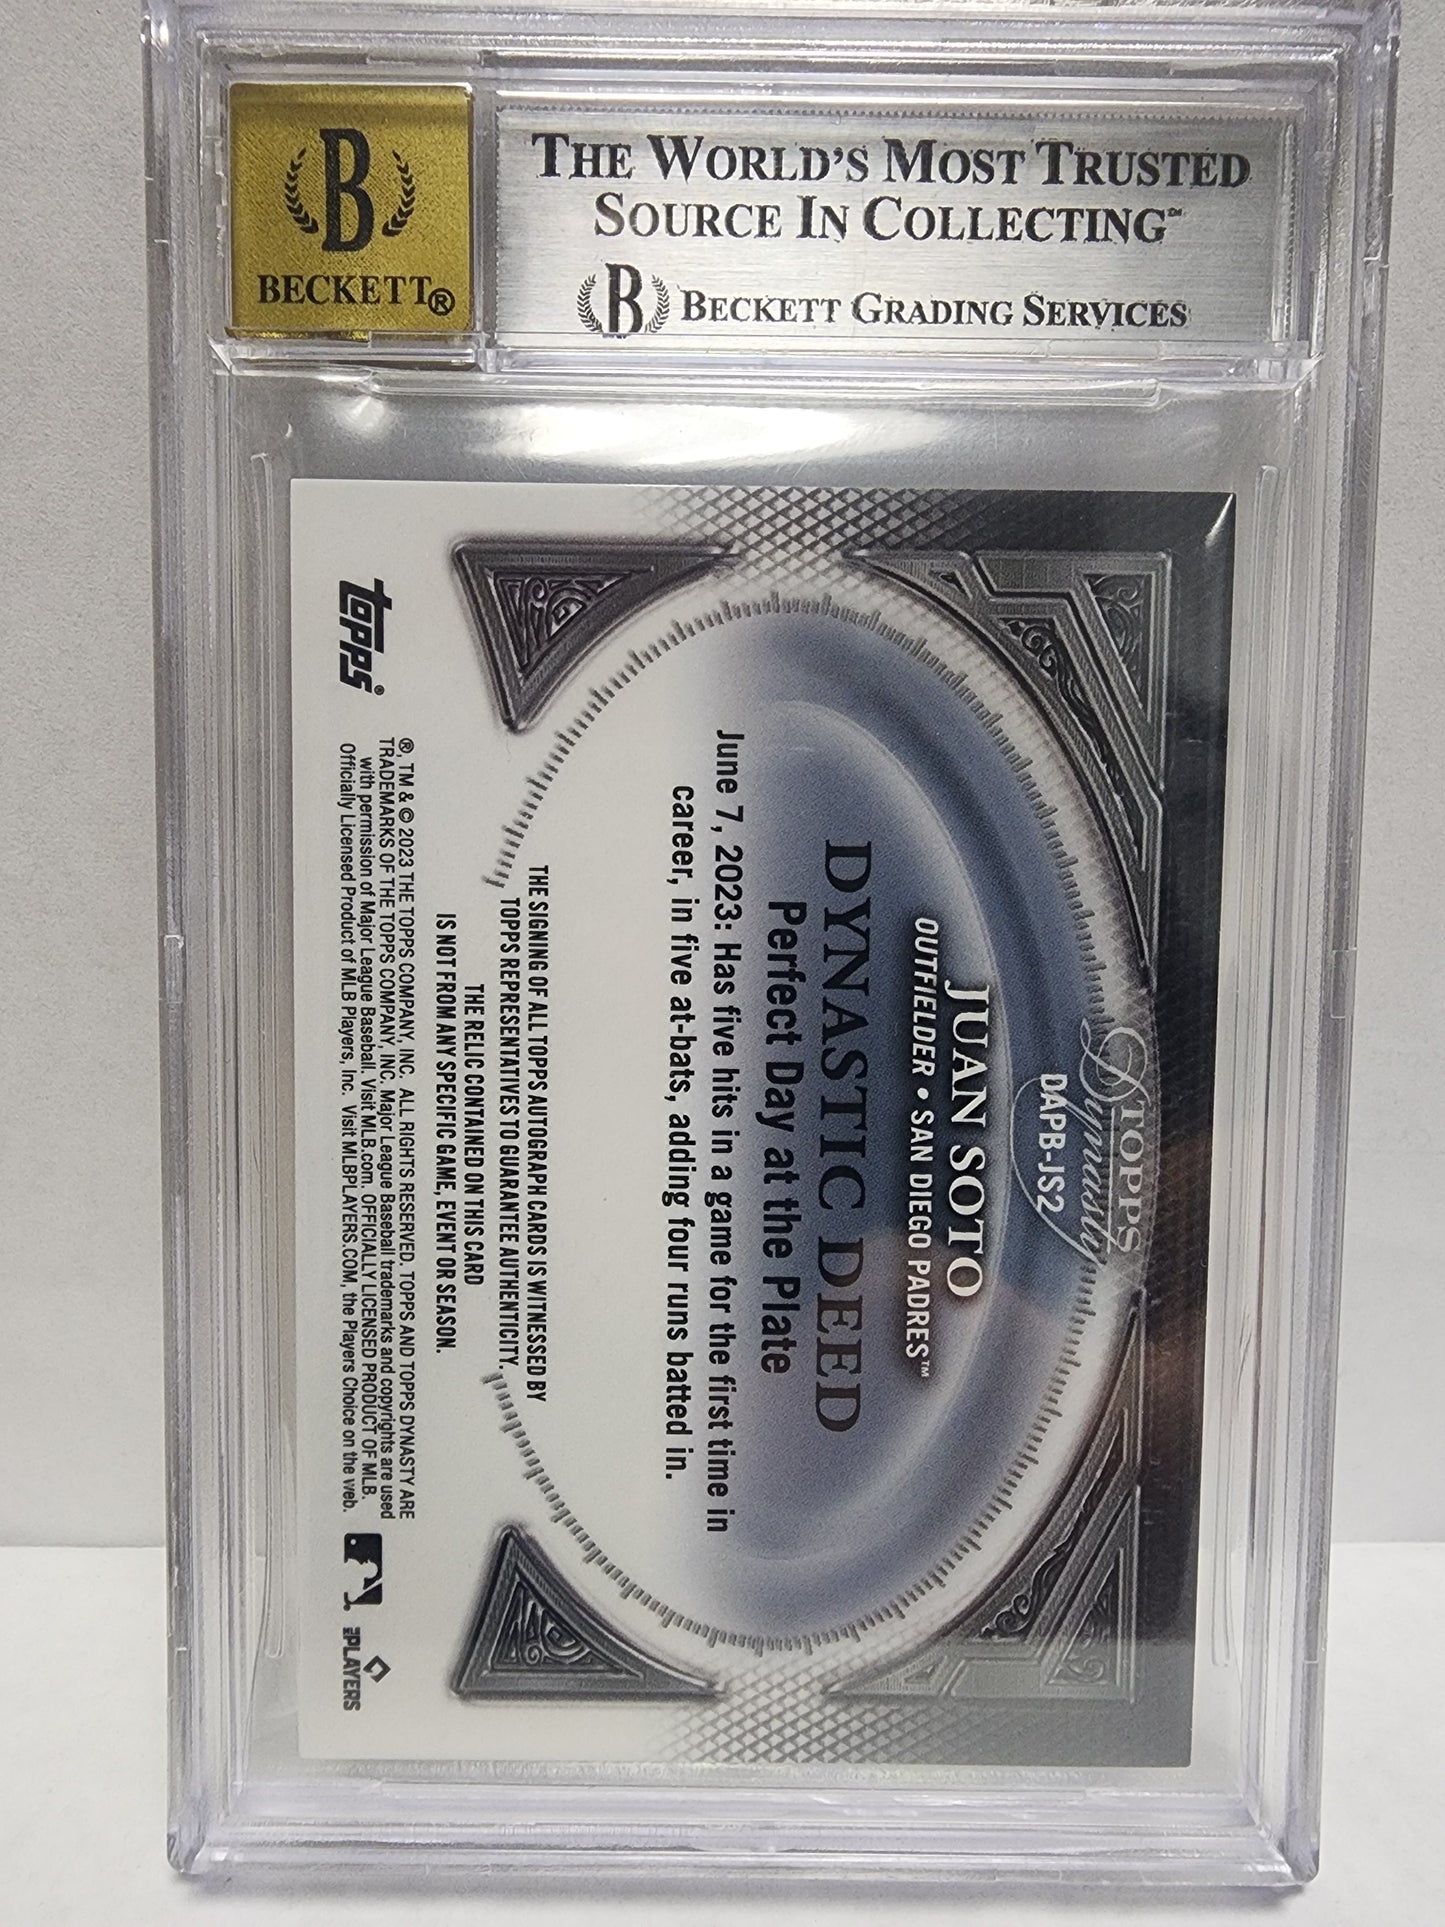 B
BECKETT®
THE WORLD'S MOST TRUSTED
SOURCE IN COLLECTING™
B BECKETT GRADING SERVICES
TOPPS
Dynasty
DAPB-JS2
JUAN SOTO
OUTFIELDER • SAN DIEGO PADRES™
DYNASTIC DEED
Perfect Day at the Plate
June 7, 2023: Has five hits in a game for the first time in
career, in five at-bats, adding four runs batted in.
THE SIGNING OF ALL TOPPS AUTOGRAPH CARDS IS WITNESSED BY
TOPPS REPRESENTATIVES TO GUARANTEE AUTHENTICITY.
THE RELIC CONTAINED ON THIS CARD
IS NOT FROM ANY SPECIFIC GAME, EVENT OR SEASON.
topps®
®, TM & © 2023 THE TOPPS COMPANY, INC. ALL RIGHTS RESERVED. TOPPS AND TOPPS DYNASTY ARE
TRADEMARKS OF THE TOPPS COMPANY, INC. Major League Baseball trademarks and copyrights are used
with permission of Major League Baseball. Visit MLB.com. OFFICIALLY LICENSED PRODUCT OF MLB.
Officially Licensed Product of MLB Players, Inc. Visit MLBPLAYERS.COM, the Players Choice on the web.
MLB PLAYERS